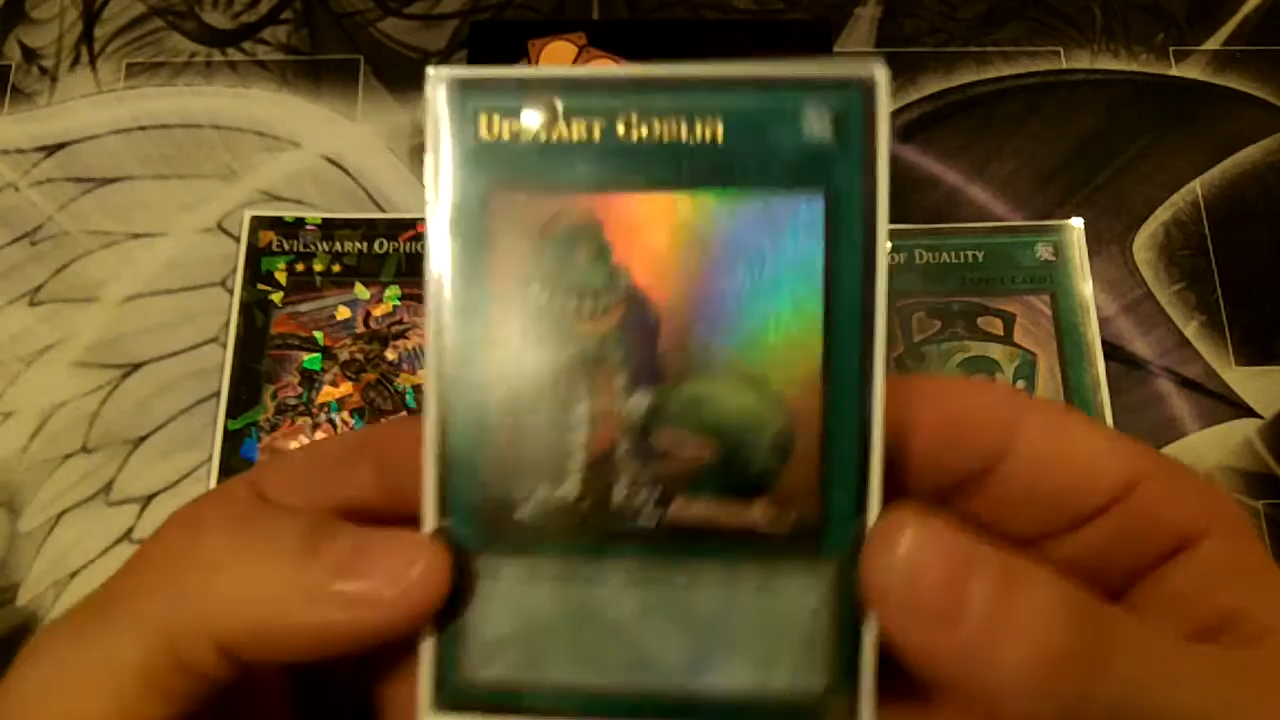 UPSTART GOBLIN
EVILSWARM OPHIO
OF DUALITY
[SPELL CARD]